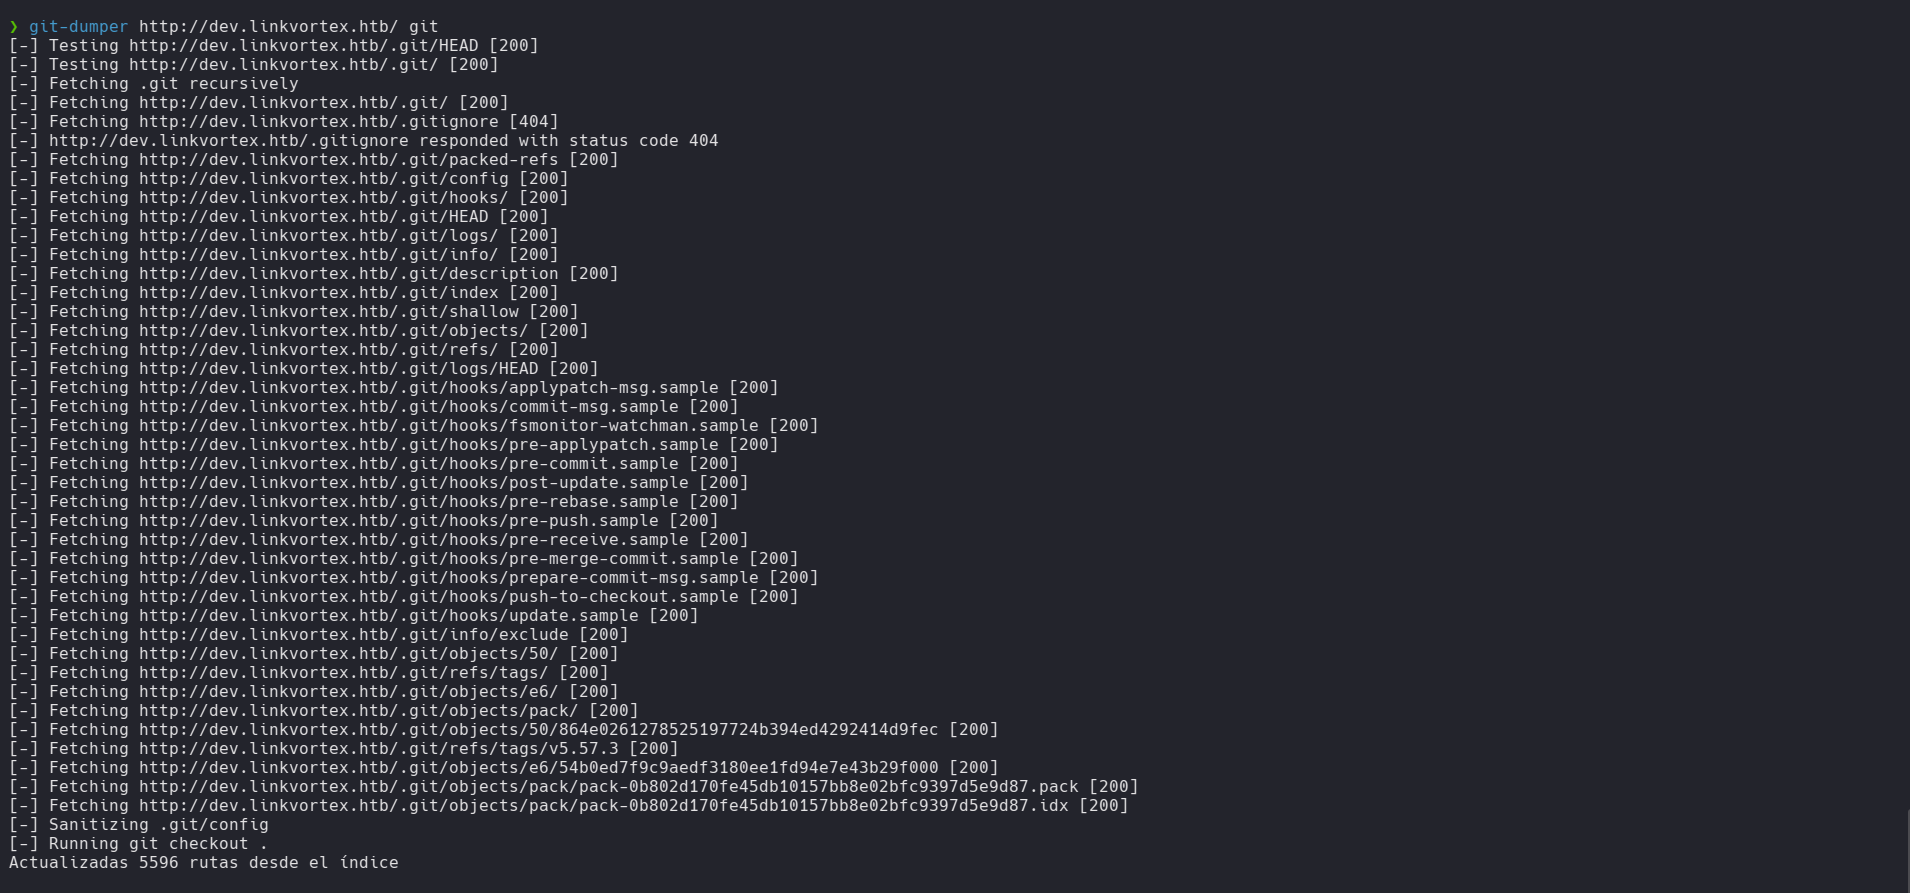 ❯ git-dumper http://dev.linkvortex.htb/ git
[-] Testing http://dev.linkvortex.htb/.git/HEAD [200]
[-] Testing http://dev.linkvortex.htb/.git/ [200]
[-] Fetching .git recursively
[-] Fetching http://dev.linkvortex.htb/.git/ [200]
[-] Fetching http://dev.linkvortex.htb/.gitignore [404]
[-] http://dev.linkvortex.htb/.gitignore responded with status code 404
[-] Fetching http://dev.linkvortex.htb/.git/packed-refs [200]
[-] Fetching http://dev.linkvortex.htb/.git/config [200]
[-] Fetching http://dev.linkvortex.htb/.git/hooks/ [200]
[-] Fetching http://dev.linkvortex.htb/.git/HEAD [200]
[-] Fetching http://dev.linkvortex.htb/.git/logs/ [200]
[-] Fetching http://dev.linkvortex.htb/.git/info/ [200]
[-] Fetching http://dev.linkvortex.htb/.git/description [200]
[-] Fetching http://dev.linkvortex.htb/.git/index [200]
[-] Fetching http://dev.linkvortex.htb/.git/shallow [200]
[-] Fetching http://dev.linkvortex.htb/.git/objects/ [200]
[-] Fetching http://dev.linkvortex.htb/.git/refs/ [200]
[-] Fetching http://dev.linkvortex.htb/.git/logs/HEAD [200]
[-] Fetching http://dev.linkvortex.htb/.git/hooks/applypatch-msg.sample [200]
[-] Fetching http://dev.linkvortex.htb/.git/hooks/commit-msg.sample [200]
[-] Fetching http://dev.linkvortex.htb/.git/hooks/fsmonitor-watchman.sample [200]
[-] Fetching http://dev.linkvortex.htb/.git/hooks/pre-applypatch.sample [200]
[-] Fetching http://dev.linkvortex.htb/.git/hooks/pre-commit.sample [200]
[-] Fetching http://dev.linkvortex.htb/.git/hooks/post-update.sample [200]
[-] Fetching http://dev.linkvortex.htb/.git/hooks/pre-rebase.sample [200]
[-] Fetching http://dev.linkvortex.htb/.git/hooks/pre-push.sample [200]
[-] Fetching http://dev.linkvortex.htb/.git/hooks/pre-receive.sample [200]
[-] Fetching http://dev.linkvortex.htb/.git/hooks/pre-merge-commit.sample [200]
[-] Fetching http://dev.linkvortex.htb/.git/hooks/prepare-commit-msg.sample [200]
[-] Fetching http://dev.linkvortex.htb/.git/hooks/push-to-checkout.sample [200]
[-] Fetching http://dev.linkvortex.htb/.git/hooks/update.sample [200]
[-] Fetching http://dev.linkvortex.htb/.git/info/exclude [200]
[-] Fetching http://dev.linkvortex.htb/.git/objects/50/ [200]
[-] Fetching http://dev.linkvortex.htb/.git/refs/tags/ [200]
[-] Fetching http://dev.linkvortex.htb/.git/objects/e6/ [200]
[-] Fetching http://dev.linkvortex.htb/.git/objects/pack/ [200]
[-] Fetching http://dev.linkvortex.htb/.git/objects/50/864e0261278525197724b394ed4292414d9fec [200]
[-] Fetching http://dev.linkvortex.htb/.git/refs/tags/v5.57.3 [200]
[-] Fetching http://dev.linkvortex.htb/.git/objects/e6/54b0ed7f9c9aedf3180ee1fd94e7e43b29f000 [200]
[-] Fetching http://dev.linkvortex.htb/.git/objects/pack/pack-0b802d170fe45db10157bb8e02bfc9397d5e9d87.pack [200]
[-] Fetching http://dev.linkvortex.htb/.git/objects/pack/pack-0b802d170fe45db10157bb8e02bfc9397d5e9d87.idx [200]
[-] Sanitizing .git/config
[-] Running git checkout .
Actualizadas 5596 rutas desde el índice